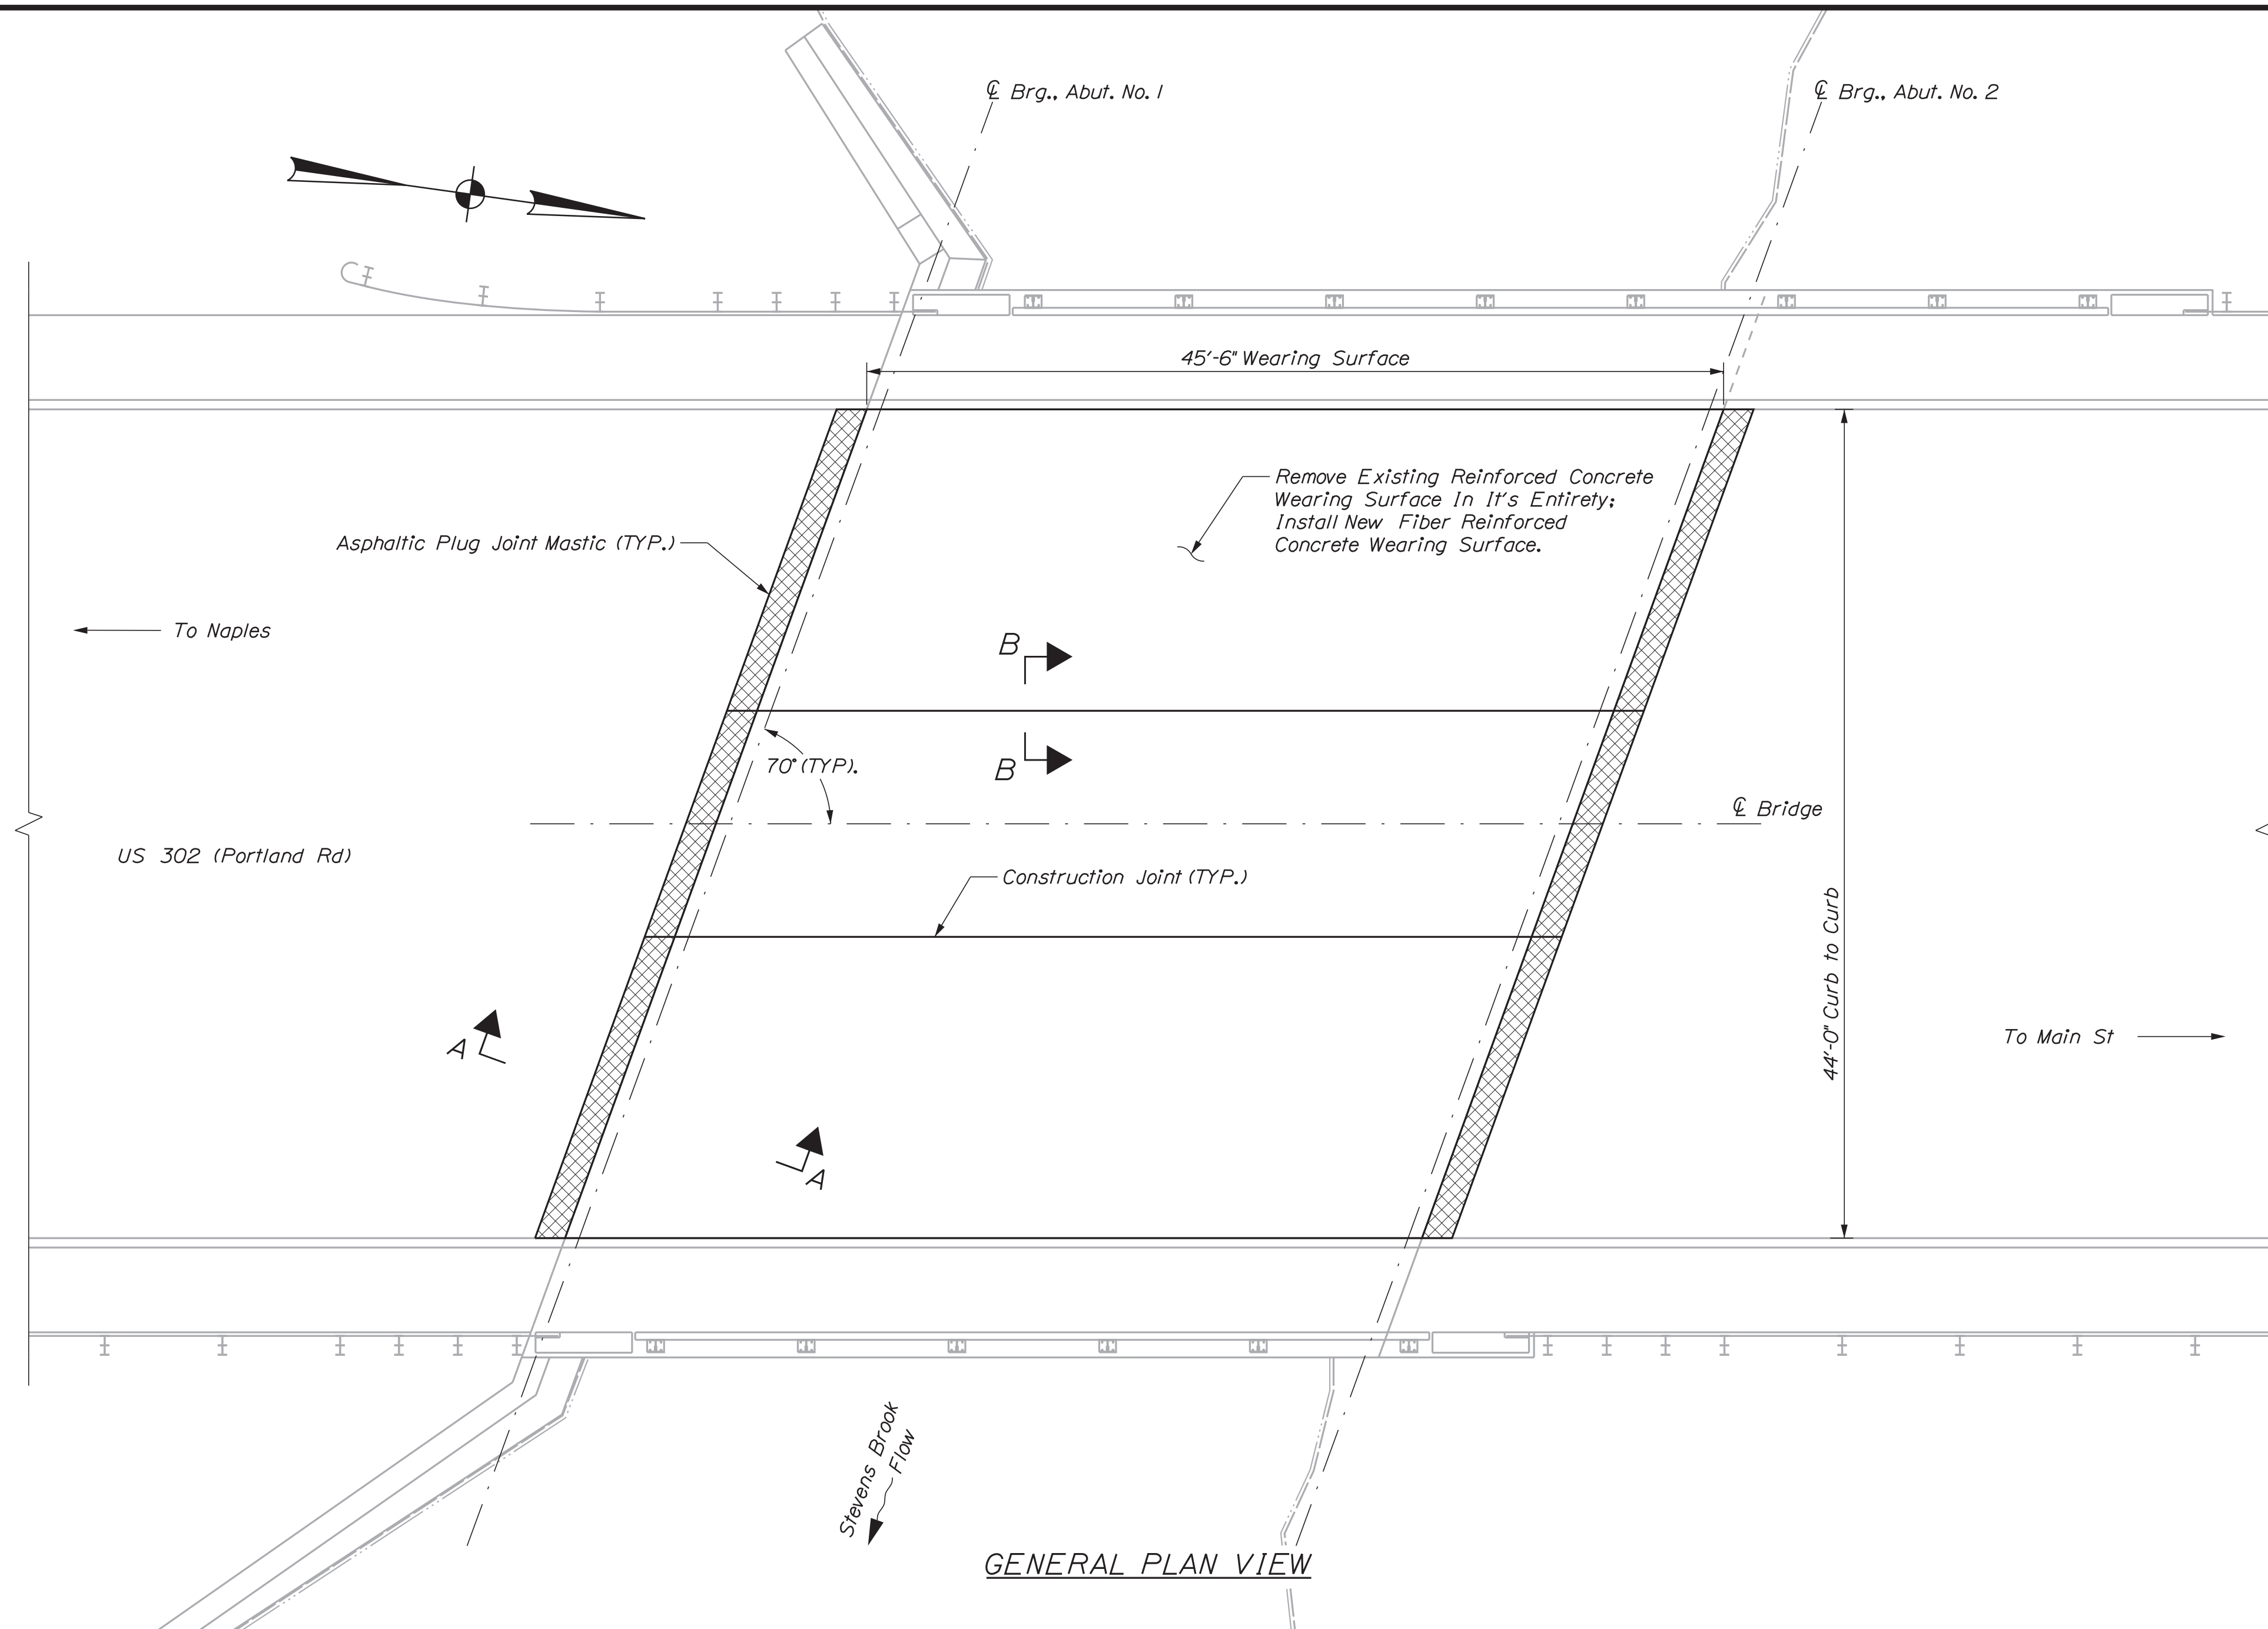 ℄ Brg., Abut. No. 1
℄ Brg., Abut. No. 2
45'-6" Wearing Surface
Remove Existing Reinforced Concrete
Wearing Surface In It's Entirety;
Install New Fiber Reinforced
Concrete Wearing Surface.
Asphaltic Plug Joint Mastic (TYP.)
To Naples
B
B
70° (TYP).
℄ Bridge
US 302 (Portland Rd)
Construction Joint (TYP.)
44'-0" Curb to Curb
A
To Main St
A
Stevens Brook
Flow
GENERAL PLAN VIEW